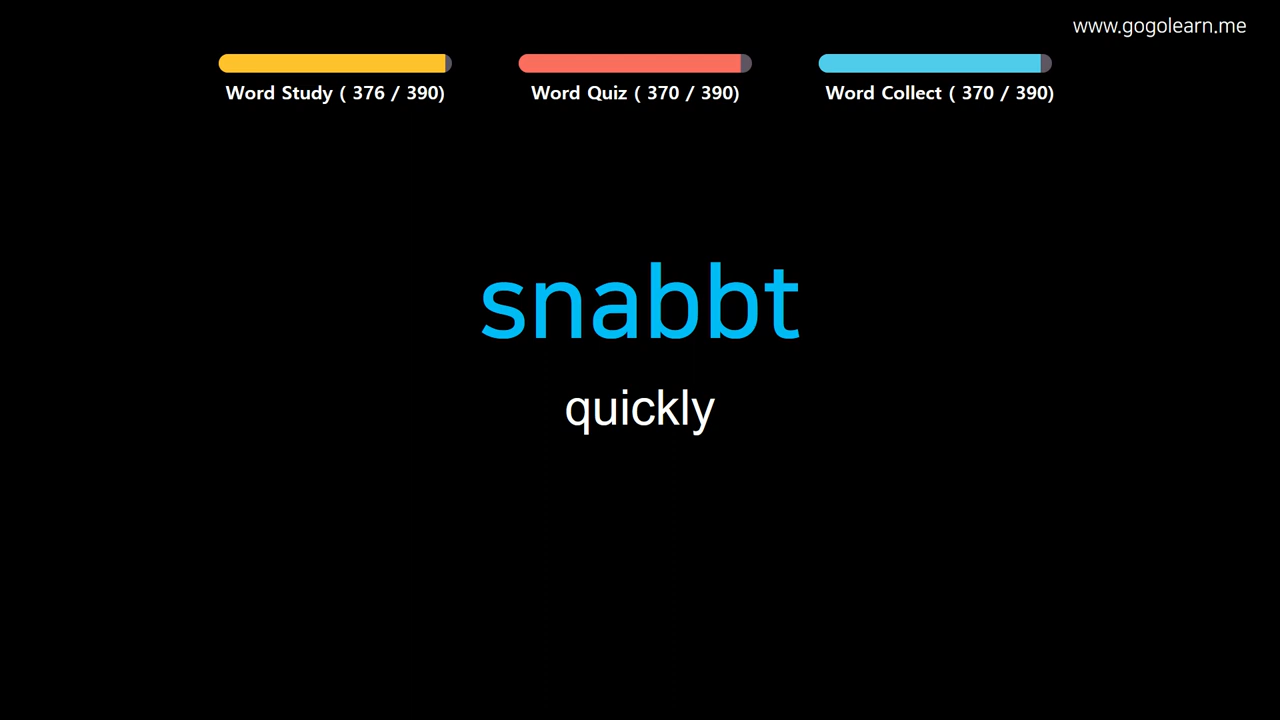 www.gogolearn.me
Word Study ( 376 / 390)
Word Quiz ( 370 / 390)
Word Collect ( 370 / 390)
snabbt
quickly